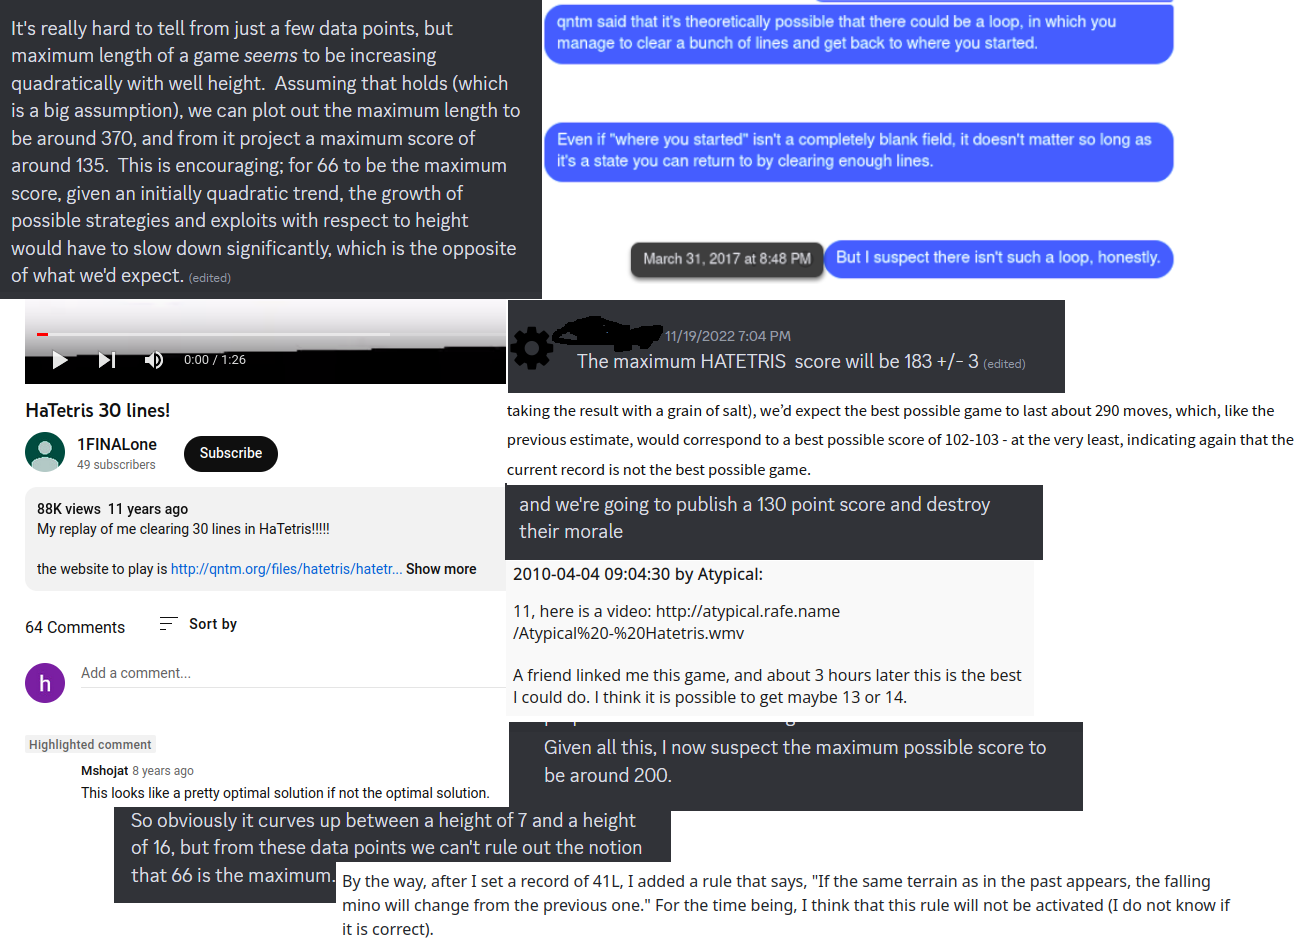 It's really hard to tell from just a few data points, but
maximum length of a game seems to be increasing
quadratically with well height.  Assuming that holds (which
is a big assumption), we can plot out the maximum length to
be around 370, and from it project a maximum score of
around 135.  This is encouraging; for 66 to be the maximum
score, given an initially quadratic trend, the growth of
possible strategies and exploits with respect to height
would have to slow down significantly, which is the opposite
of what we'd expect. (edited)
qntm said that it's theoretically possible that there could be a loop, in which you
manage to clear a bunch of lines and get back to where you started.
Even if "where you started" isn't a completely blank field, it doesn't matter so long as
it's a state you can return to by clearing enough lines.
March 31, 2017 at 8:48 PM
But I suspect there isn't such a loop, honestly.
0:00 / 1:26
HaTetris 30 lines!
1FINALone
49 subscribers
Subscribe
88K views  11 years ago
My replay of me clearing 30 lines in HaTetris!!!!!
the website to play is http://qntm.org/files/hatetris/hatetr... Show more
64 Comments
Sort by
h
Add a comment...
Highlighted comment
Mshojat 8 years ago
This looks like a pretty optimal solution if not the optimal solution.
11/19/2022 7:04 PM
The maximum HATETRIS  score will be 183 +/- 3 (edited)
taking the result with a grain of salt), we'd expect the best possible game to last about 290 moves, which, like the
previous estimate, would correspond to a best possible score of 102-103 - at the very least, indicating again that the
current record is not the best possible game.
and we're going to publish a 130 point score and destroy
their morale
2010-04-04 09:04:30 by Atypical:
11, here is a video: http://atypical.rafe.name
/Atypical%20-%20Hatetris.wmv
A friend linked me this game, and about 3 hours later this is the best
I could do. I think it is possible to get maybe 13 or 14.
Given all this, I now suspect the maximum possible score to
be around 200.
So obviously it curves up between a height of 7 and a height
of 16, but from these data points we can't rule out the notion
that 66 is the maximum.
By the way, after I set a record of 41L, I added a rule that says, "If the same terrain as in the past appears, the falling
mino will change from the previous one." For the time being, I think that this rule will not be activated (I do not know if
it is correct).